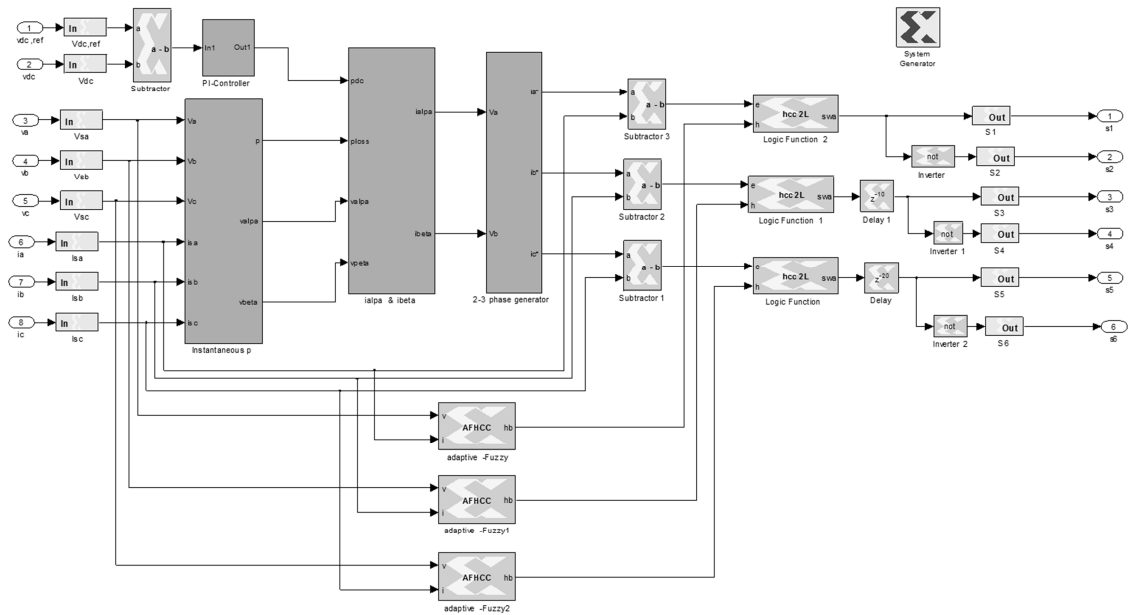 1
vdc,ref
In
Vdc,ref
2
vdc
In
Vdc
a
b
a - b
Subtractor
In1
Out1
PI-Controller
System
Generator
3
va
In
Vsa
4
vb
In
Vsb
5
vc
In
Vsc
6
ia
In
Isa
7
ib
In
Isb
8
ic
In
Isc
Va
Vb
Vc
isa
isb
isc
p
valpa
vbeta
Instantaneous p
pdc
ploss
valpa
vpeta
ialpa
ibeta
ialpa & ibeta
Va
Vb
ia*
ib*
ic*
2-3 phase generator
a
b
a - b
Subtractor 3
a
b
a - b
Subtractor 2
a
b
a - b
Subtractor 1
e
h
hcc 2L
swa
Logic Function 2
e
h
hcc 2L
swa
Logic Function 1
e
h
hcc 2L
swa
Logic Function
z-10
Delay 1
z-20
Delay
not
Inverter
not
Inverter 1
not
Inverter 2
Out
S1
1
s1
Out
S2
2
s2
Out
S3
3
s3
Out
S4
4
s4
Out
S5
5
s5
Out
S6
6
s6
v
i
AFHCC
hb
adaptive -Fuzzy
v
i
AFHCC
hb
adaptive -Fuzzy1
v
i
AFHCC
hb
adaptive -Fuzzy2